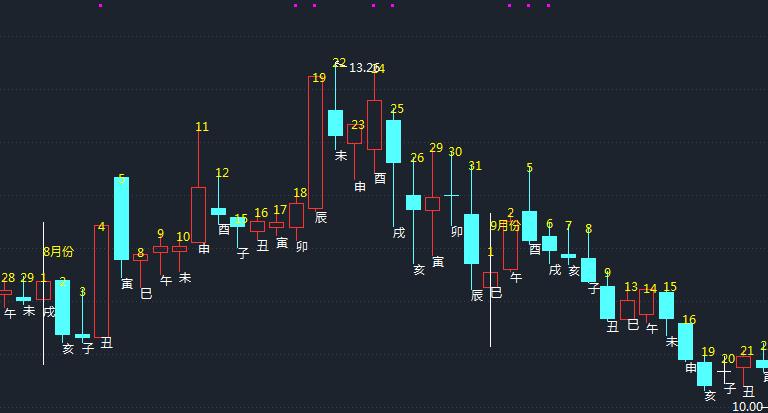 28
午
29
未
8月份
1
戌
2
亥
3
子
4
丑
5
寅
8
巳
9
午
10
未
11
申
12
酉
15
子
16
丑
17
寅
18
卯
19
辰
22
13.26
未
23
申
24
酉
25
戌
26
亥
29
寅
30
卯
31
辰
9月份
1
巳
2
午
5
酉
6
戌
7
亥
8
子
9
丑
13
巳
14
午
15
未
16
申
19
亥
20
子
21
丑
2
10.00